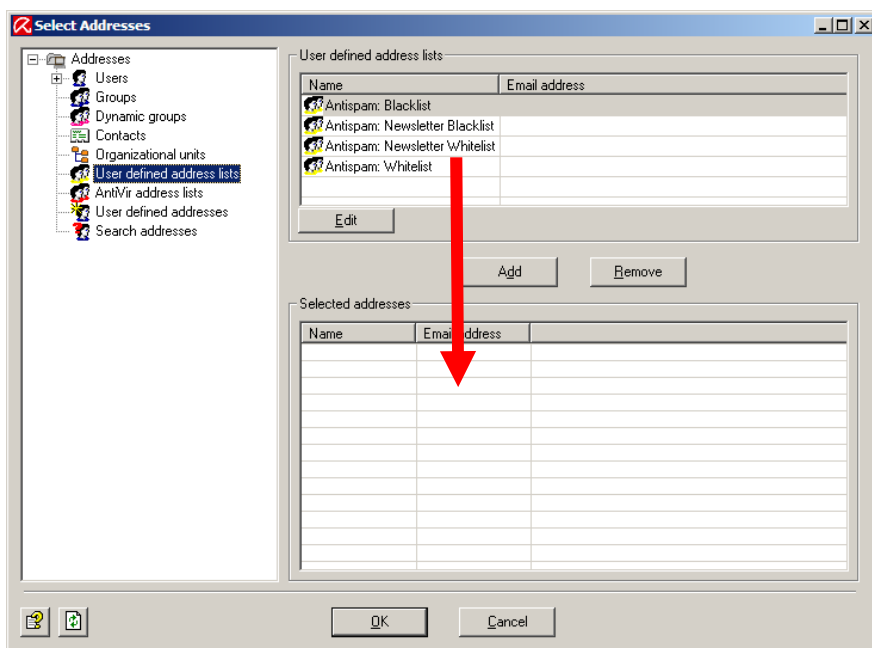 Select Addresses
Addresses
Users
Groups
Dynamic groups
Contacts
Organizational units
User defined address lists
AntiVir address lists
User defined addresses
Search addresses
User defined address lists
Name Email address
Antispam: Blacklist
Antispam: Newsletter Blacklist
Antispam: Newsletter Whitelist
Antispam: Whitelist
Edit
Add Remove
Selected addresses
Name Email address
OK Cancel